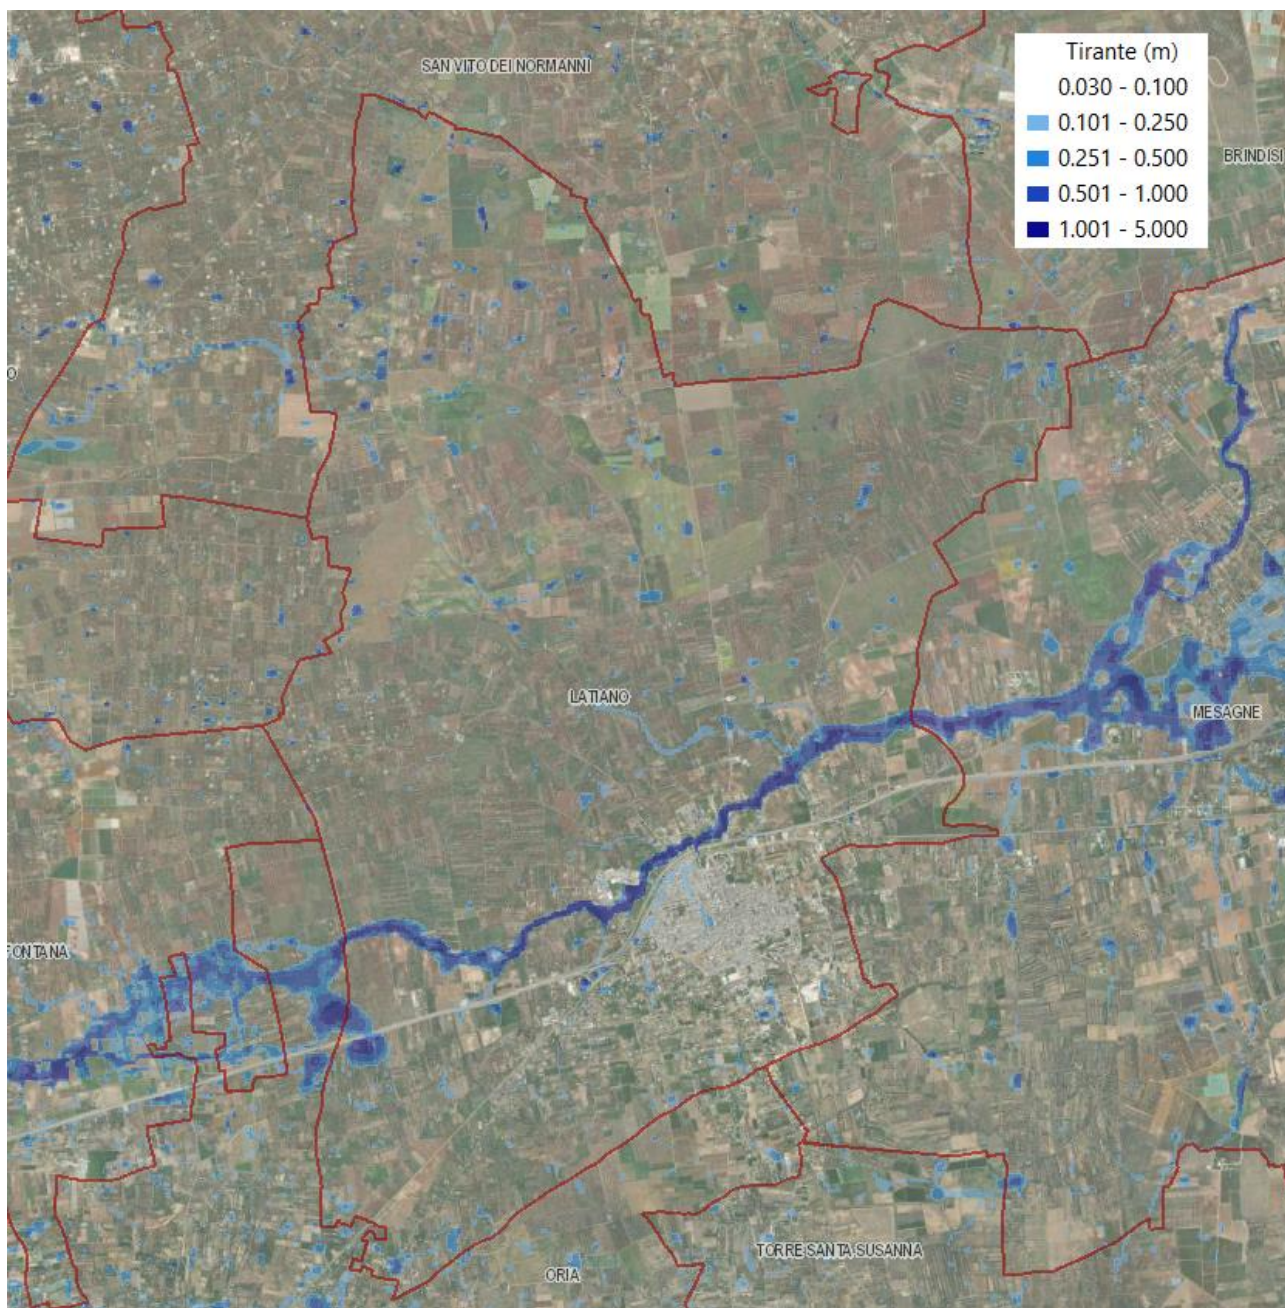 SAN VITO DEI NORMANNI
Tirante (m)
0.030 - 0.100
0.101 - 0.250
0.251 - 0.500
0.501 - 1.000
1.001 - 5.000
BRINDISI
O
LATIANO
MESAGNE
FONTANA
TORRE SANTA SUSANNA
ORIA